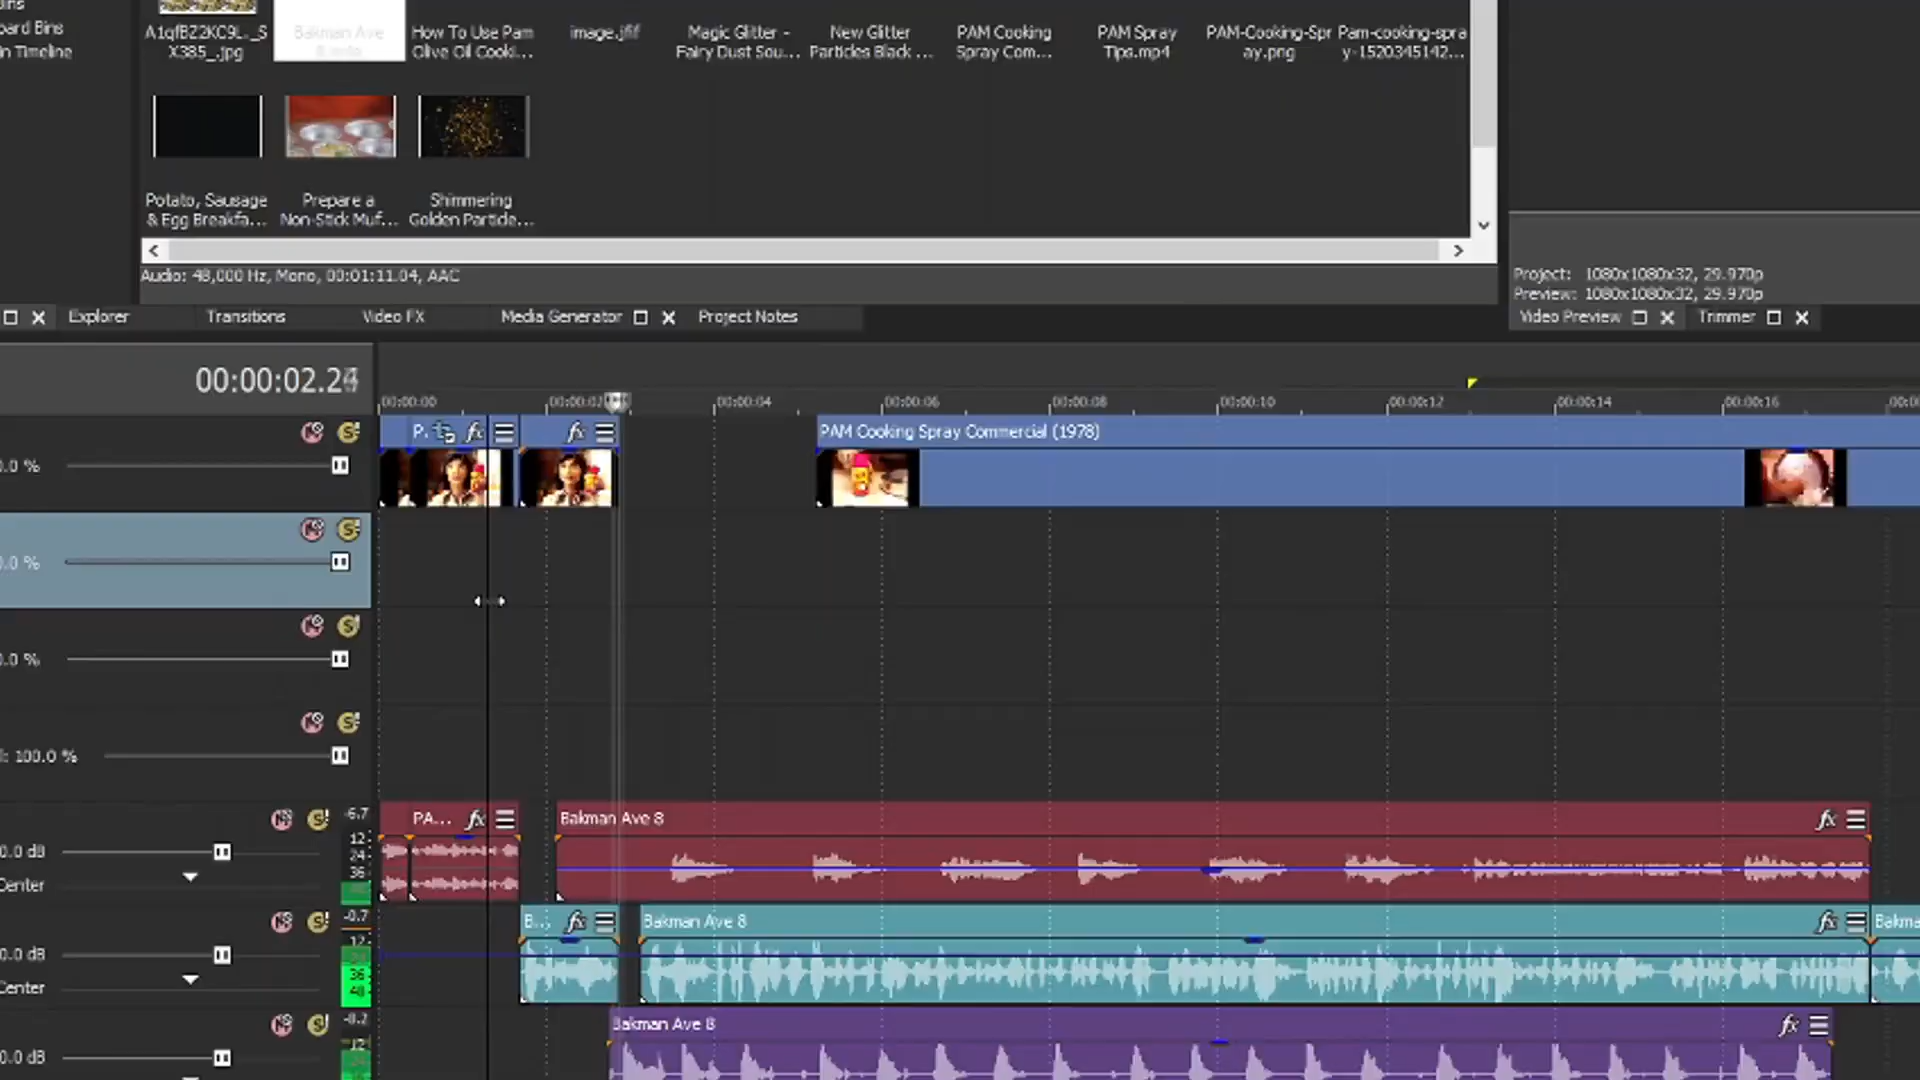 ins
oard Bins
n Timeline
A1qfBZ2KC9L._S
X385_.jpg
Bakman Ave
8.m4a
How To Use Pam
Olive Oil Cooki...
image.jfif
Magic Glitter -
Fairy Dust Sou...
New Glitter
Particles Black ...
PAM Cooking
Spray Com...
PAM Spray
Tips.mp4
PAM-Cooking-Spr
ay.png
Pam-cooking-spra
y-1520345142...
Potato, Sausage
& Egg Breakfa...
Prepare a
Non-Stick Muf...
Shimmering
Golden Particle...
Audio: 48,000 Hz, Mono, 00:01:11.04, AAC
Project: 1080x1080x32, 29.970p
Preview: 1080x1080x32, 29.970p
Explorer
Transitions
Video FX
Media Generator
Project Notes
Video Preview
Trimmer
00:00:00
00:00:02
00:00:04
00:00:06
00:00:08
00:00:10
00:00:12
00:00:14
00:00:16
00:00
P.
fx
fx
PAM Cooking Spray Commercial (1978)
0.0 %
0.0 %
0.0 %
l: 100.0 %
-6.7
12
24
36
0.0 dB
Center
PA...
fx
Bakman Ave 8
fx
-0.7
12
36
48
0.0 dB
Center
B...
fx
Bakman Ave 8
fx
Bakma
-8.2
12
0.0 dB
Bakman Ave 8
fx